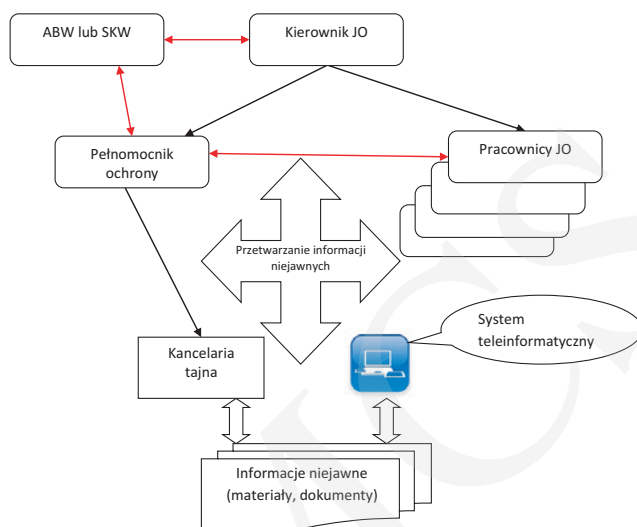 ABW lub SKW
Kierownik JO
Pełnomocnik
ochrony
Pracownicy JO
Przetwarzanie informacji
niejawnych
System
teleinformatyczny
Kancelaria
tajna
Informacje niejawne
(materiały, dokumenty)